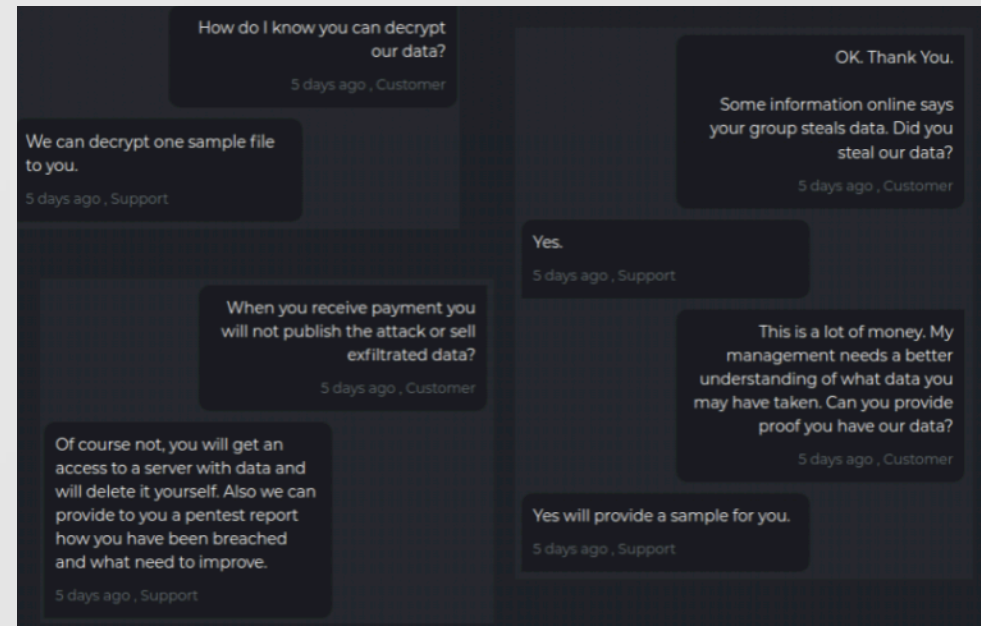 How do I know you can decrypt
our data?
5 days ago , Customer
We can decrypt one sample file
to you.
5 days ago , Support
When you receive payment you
will not publish the attack or sell
exfiltrated data?
5 days ago , Customer
Of course not, you will get an
access to a server with data and
will delete it yourself. Also we can
provide to you a pentest report
how you have been breached
and what need to improve.
5 days ago , Support
OK. Thank You.
Some information online says
your group steals data. Did you
steal our data?
5 days ago , Customer
Yes.
5 days ago , Support
This is a lot of money. My
management needs a better
understanding of what data you
may have taken. Can you provide
proof you have our data?
5 days ago , Customer
Yes will provide a sample for you.
5 days ago , Support